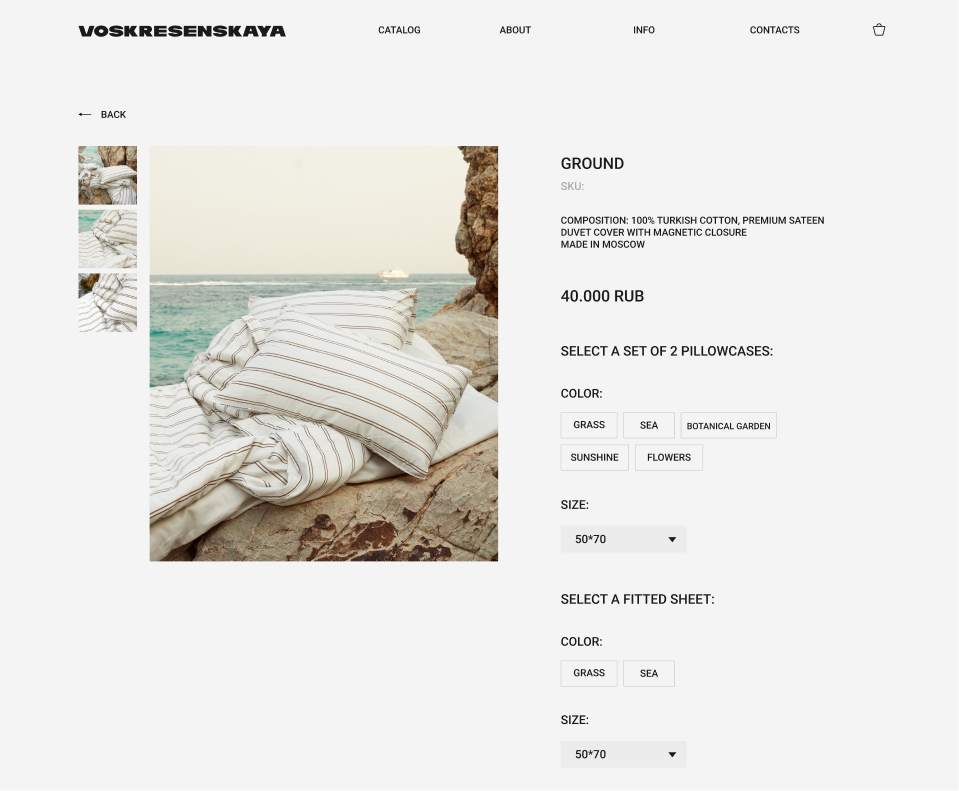 VOSKRESENSKAYA CATALOG ABOUT INFO CONTACTS
BACK
GROUND
SKU:
COMPOSITION: 100% TURKISH COTTON, PREMIUM SATEEN
DUVET COVER WITH MAGNETIC CLOSURE
MADE IN MOSCOW
40.000 RUB
SELECT A SET OF 2 PILLOWCASES:
COLOR:
GRASS SEA BOTANICAL GARDEN
SUNSHINE FLOWERS
SIZE:
50*70
SELECT A FITTED SHEET:
COLOR:
GRASS SEA
SIZE:
50*70